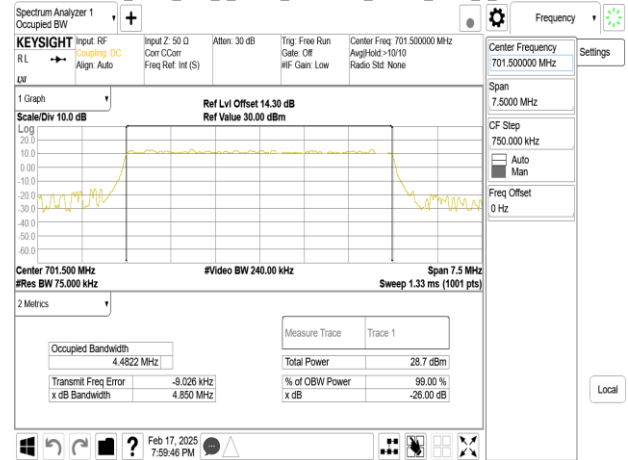 Spectrum Analyzer 1
Occupied BW
Frequency
KEYSIGHT
RL
LXI
Input: RF
Coupling: DC
Align: Auto
Input Z: 50 Ω
Corr CCorr
Freq Ref: Int (S)
Atten: 30 dB
Trig: Free Run
Gate: Off
#IF Gain: Low
Center Freq: 701.500000 MHz
Avg|Hold:>10/10
Radio Std: None
Center Frequency
701.500000 MHz
Settings
Span
7.5000 MHz
CF Step
750.000 kHz
Auto
Man
Freq Offset
0 Hz
Local
1 Graph
Scale/Div 10.0 dB
Ref Lvl Offset 14.30 dB
Ref Value 30.00 dBm
Log
20.0
10.0
0.00
-10.0
-20.0
-30.0
-40.0
-50.0
-60.0
Center 701.500 MHz
#Video BW 240.00 kHz
Span 7.5 MHz
#Res BW 75.000 kHz
Sweep 1.33 ms (1001 pts)
2 Metrics
Measure Trace
Trace 1
Occupied Bandwidth
4.4822 MHz
Total Power
28.7 dBm
Transmit Freq Error
-9.026 kHz
% of OBW Power
99.00 %
x dB Bandwidth
4.850 MHz
x dB
-26.00 dB
?
Feb 17, 2025
7:59:46 PM